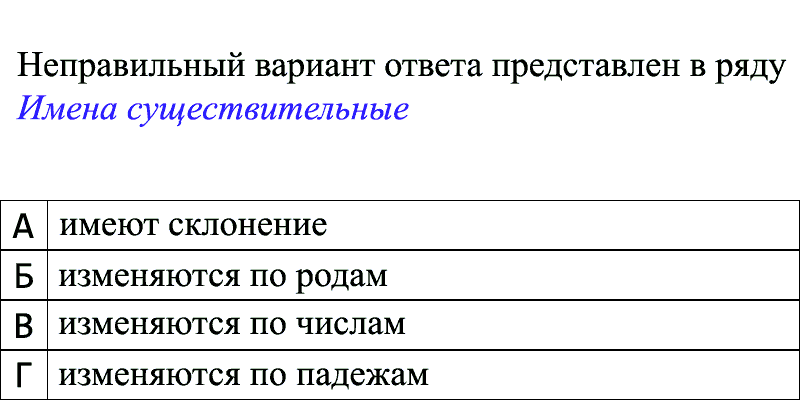 Неправильный вариант ответа представлен в ряду
Имена существительные
А имеют склонение
Б изменяются по родам
В изменяются по числам
Г изменяются по падежам